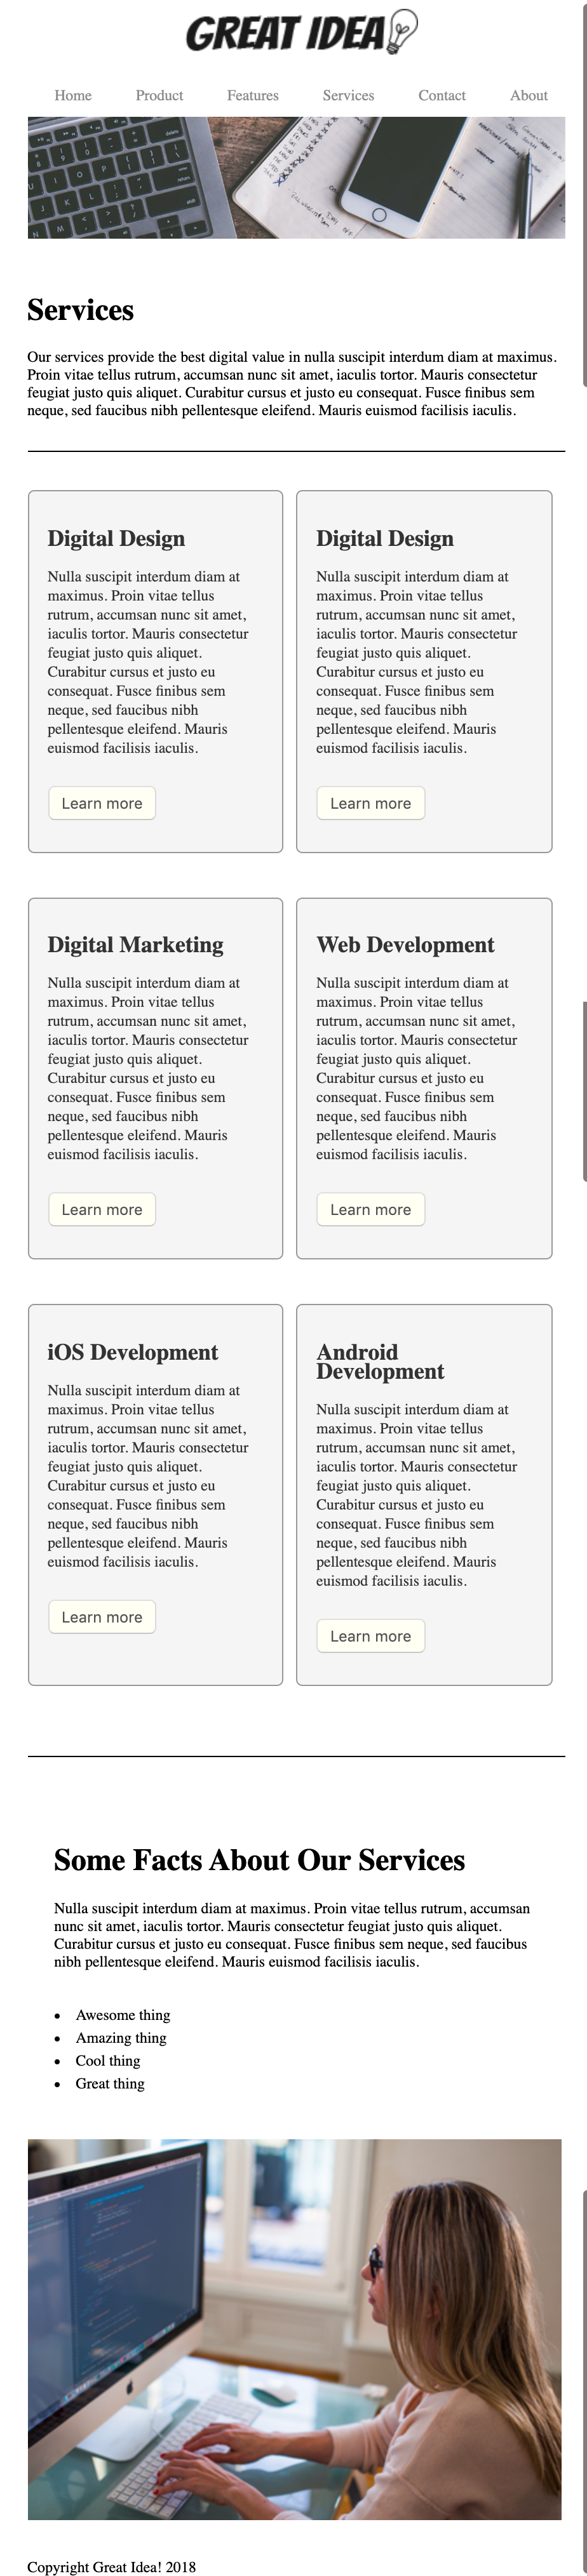 GREAT IDEA
Home Product Features Services Contact About
Services
Our services provide the best digital value in nulla suscipit interdum diam at maximus.
Proin vitae tellus rutrum, accumsan nunc sit amet, iaculis tortor. Mauris consectetur
feugiat justo quis aliquet. Curabitur cursus et justo eu consequat. Fusce finibus sem
neque, sed faucibus nibh pellentesque eleifend. Mauris euismod facilisis iaculis.
Digital Design
Nulla suscipit interdum diam at
maximus. Proin vitae tellus
rutrum, accumsan nunc sit amet,
iaculis tortor. Mauris consectetur
feugiat justo quis aliquet.
Curabitur cursus et justo eu
consequat. Fusce finibus sem
neque, sed faucibus nibh
pellentesque eleifend. Mauris
euismod facilisis iaculis.
Learn more
Digital Design
Nulla suscipit interdum diam at
maximus. Proin vitae tellus
rutrum, accumsan nunc sit amet,
iaculis tortor. Mauris consectetur
feugiat justo quis aliquet.
Curabitur cursus et justo eu
consequat. Fusce finibus sem
neque, sed faucibus nibh
pellentesque eleifend. Mauris
euismod facilisis iaculis.
Learn more
Digital Marketing
Nulla suscipit interdum diam at
maximus. Proin vitae tellus
rutrum, accumsan nunc sit amet,
iaculis tortor. Mauris consectetur
feugiat justo quis aliquet.
Curabitur cursus et justo eu
consequat. Fusce finibus sem
neque, sed faucibus nibh
pellentesque eleifend. Mauris
euismod facilisis iaculis.
Learn more
Web Development
Nulla suscipit interdum diam at
maximus. Proin vitae tellus
rutrum, accumsan nunc sit amet,
iaculis tortor. Mauris consectetur
feugiat justo quis aliquet.
Curabitur cursus et justo eu
consequat. Fusce finibus sem
neque, sed faucibus nibh
pellentesque eleifend. Mauris
euismod facilisis iaculis.
Learn more
iOS Development
Nulla suscipit interdum diam at
maximus. Proin vitae tellus
rutrum, accumsan nunc sit amet,
iaculis tortor. Mauris consectetur
feugiat justo quis aliquet.
Curabitur cursus et justo eu
consequat. Fusce finibus sem
neque, sed faucibus nibh
pellentesque eleifend. Mauris
euismod facilisis iaculis.
Learn more
Android
Development
Nulla suscipit interdum diam at
maximus. Proin vitae tellus
rutrum, accumsan nunc sit amet,
iaculis tortor. Mauris consectetur
feugiat justo quis aliquet.
Curabitur cursus et justo eu
consequat. Fusce finibus sem
neque, sed faucibus nibh
pellentesque eleifend. Mauris
euismod facilisis iaculis.
Learn more
Some Facts About Our Services
Nulla suscipit interdum diam at maximus. Proin vitae tellus rutrum, accumsan
nunc sit amet, iaculis tortor. Mauris consectetur feugiat justo quis aliquet.
Curabitur cursus et justo eu consequat. Fusce finibus sem neque, sed faucibus
nibh pellentesque eleifend. Mauris euismod facilisis iaculis.
• Awesome thing
• Amazing thing
• Cool thing
• Great thing
Copyright Great Idea! 2018